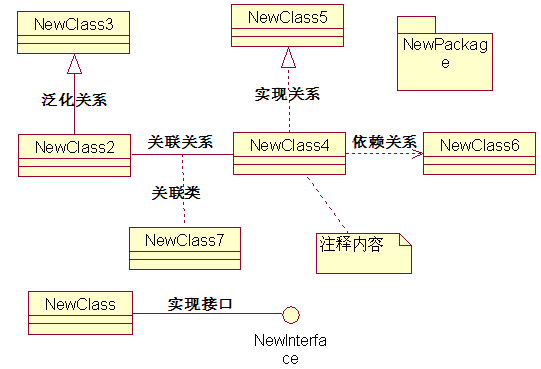 NewClass3
NewClass5
NewPackag
e
泛化关系
实现关系
NewClass2
关联关系
NewClass4
依赖关系
NewClass6
关联类
NewClass7
注释内容
NewClass
实现接口
NewInterfa
ce